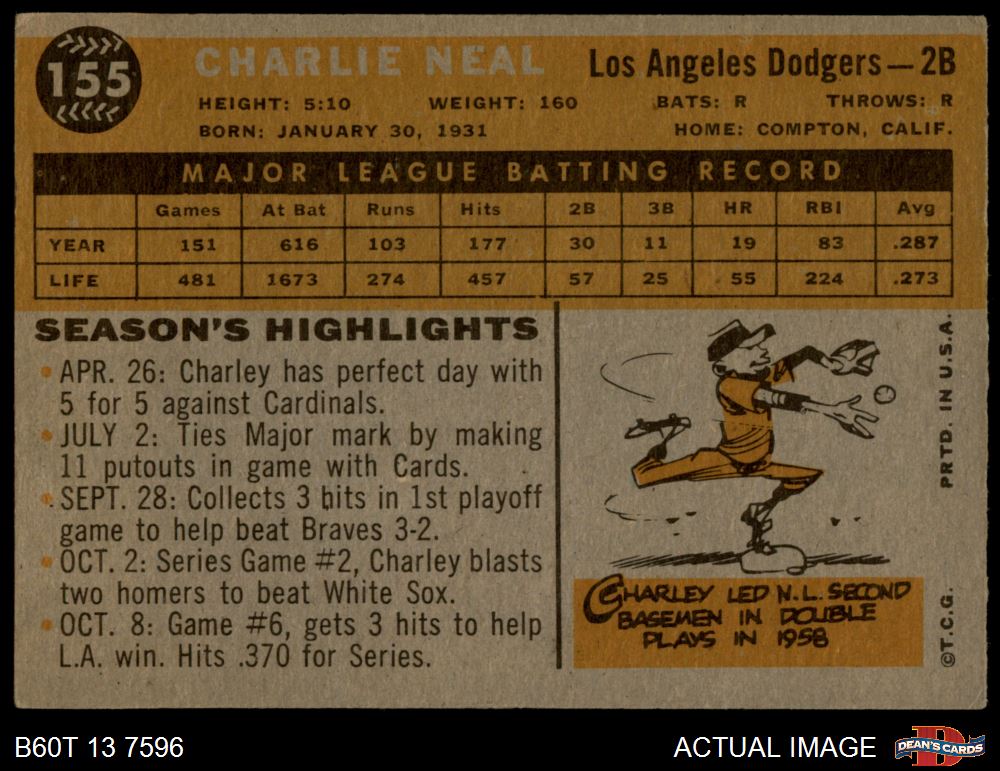 155
CHARLIE NEAL
Los Angeles Dodgers—2B
HEIGHT: 5:10 WEIGHT: 160 BATS: R THROWS: R
BORN: JANUARY 30, 1931 HOME: COMPTON, CALIF.
MAJOR LEAGUE BATTING RECORD
Games At Bat Runs Hits 2B 3B HR RBI Avg
YEAR 151 616 103 177 30 11 19 83 .287
LIFE 481 1673 274 457 57 25 55 224 .273
SEASON'S HIGHLIGHTS
• APR. 26: Charley has perfect day with
5 for 5 against Cardinals.
• JULY 2: Ties Major mark by making
11 putouts in game with Cards.
• SEPT. 28: Collects 3 hits in 1st playoff
game to help beat Braves 3-2.
• OCT. 2: Series Game #2, Charley blasts
two homers to beat White Sox.
• OCT. 8: Game #6, gets 3 hits to help
L.A. win. Hits .370 for Series.
CHARLEY LED N.L. SECOND
BASEMEN IN DOUBLE
PLAYS IN 1958
©T.C.G. PRTD. IN U.S.A.
B60T 13 7596
ACTUAL IMAGE
D
DEAN'S CARDS